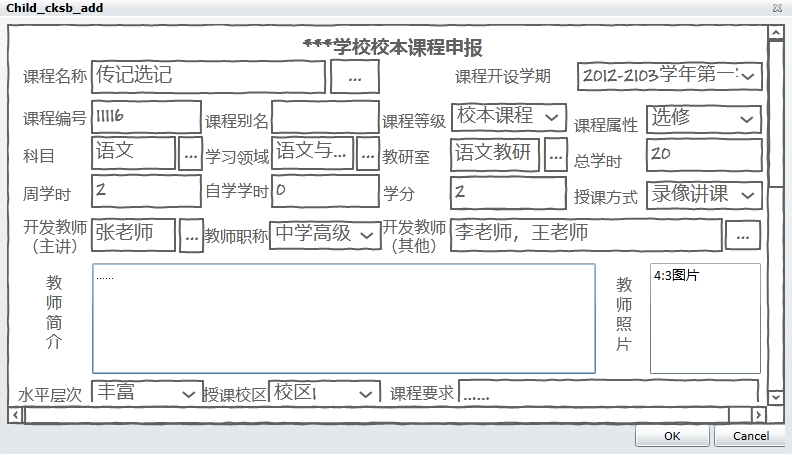 Child_cksb_add
***学校校本课程申报
课程名称 传记选记 ... 课程开设学期 2012-2103学年第一
课程编号 11116 课程别名 课程等级 校本课程 课程属性 选修
科目 语文 ... 学习领域 语文与... ... 教研室 语文教研 ... 总学时 20
周学时 2 自学学时 0 学分 2 授课方式 录像讲课
开发教师（主讲） 张老师 ... 教师职称 中学高级 开发教师（其他） 李老师，王老师 ...
教师简介 ...... 教师照片 4:3图片
水平层次 丰富 授课校区 校区1 课程要求 ......
OK Cancel